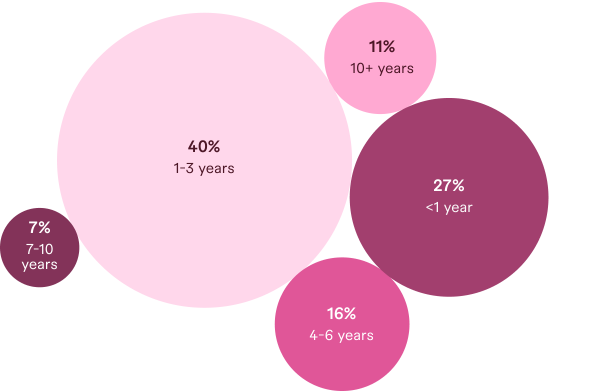 11%
10+ years
40%
1-3 years
27%
<1 year
7%
7-10
years
16%
4-6 years